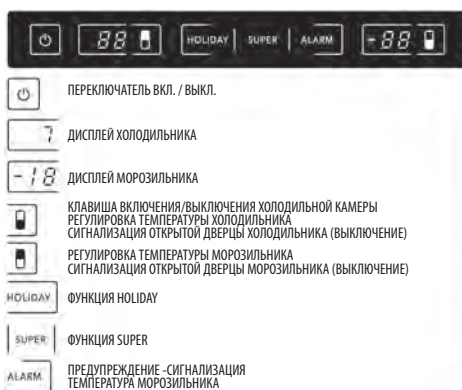 88 HOLIDAY SUPER ALARM -88
ПЕРЕКЛЮЧАТЕЛЬ ВКЛ. / ВЫКЛ.
7 ДИСПЛЕЙ ХОЛОДИЛЬНИКА
-18 ДИСПЛЕЙ МОРОЗИЛЬНИКА
КЛАВИША ВКЛЮЧЕНИЯ/ВЫКЛЮЧЕНИЯ ХОЛОДИЛЬНОЙ КАМЕРЫ
РЕГУЛИРОВКА ТЕМПЕРАТУРЫ ХОЛОДИЛЬНИКА
СИГНАЛИЗАЦИЯ ОТКРЫТОЙ ДВЕРЦЫ ХОЛОДИЛЬНИКА (ВЫКЛЮЧЕНИЕ)
РЕГУЛИРОВКА ТЕМПЕРАТУРЫ МОРОЗИЛЬНИКА
СИГНАЛИЗАЦИЯ ОТКРЫТОЙ ДВЕРЦЫ МОРОЗИЛЬНИКА (ВЫКЛЮЧЕНИЕ)
HOLIDAY ФУНКЦИЯ HOLIDAY
SUPER ФУНКЦИЯ SUPER
ALARM ПРЕДУПРЕЖДЕНИЕ -СИГНАЛИЗАЦИЯ
ТЕМПЕРАТУРА МОРОЗИЛЬНИКА